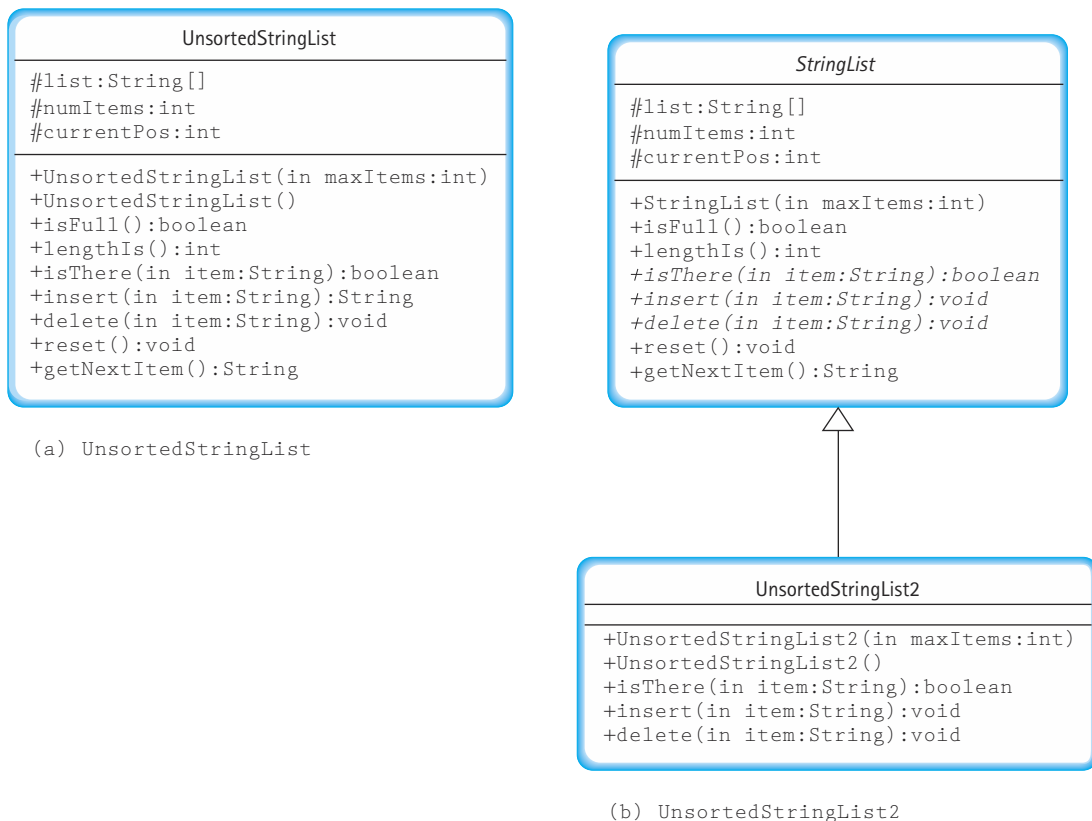 UnsortedStringList
#list:String[]
#numItems:int
#currentPos:int
+UnsortedStringList(in maxItems:int)
+UnsortedStringList()
+isFull():boolean
+lengthIs():int
+isThere(in item:String):boolean
+insert(in item:String):String
+delete(in item:String):void
+reset():void
+getNextItem():String
(a) UnsortedStringList
StringList
#list:String[]
#numItems:int
#currentPos:int
+StringList(in maxItems:int)
+isFull():boolean
+lengthIs():int
+isThere(in item:String):boolean
+insert(in item:String):void
+delete(in item:String):void
+reset():void
+getNextItem():String
UnsortedStringList2
+UnsortedStringList2(in maxItems:int)
+UnsortedStringList2()
+isThere(in item:String):boolean
+insert(in item:String):void
+delete(in item:String):void
(b) UnsortedStringList2